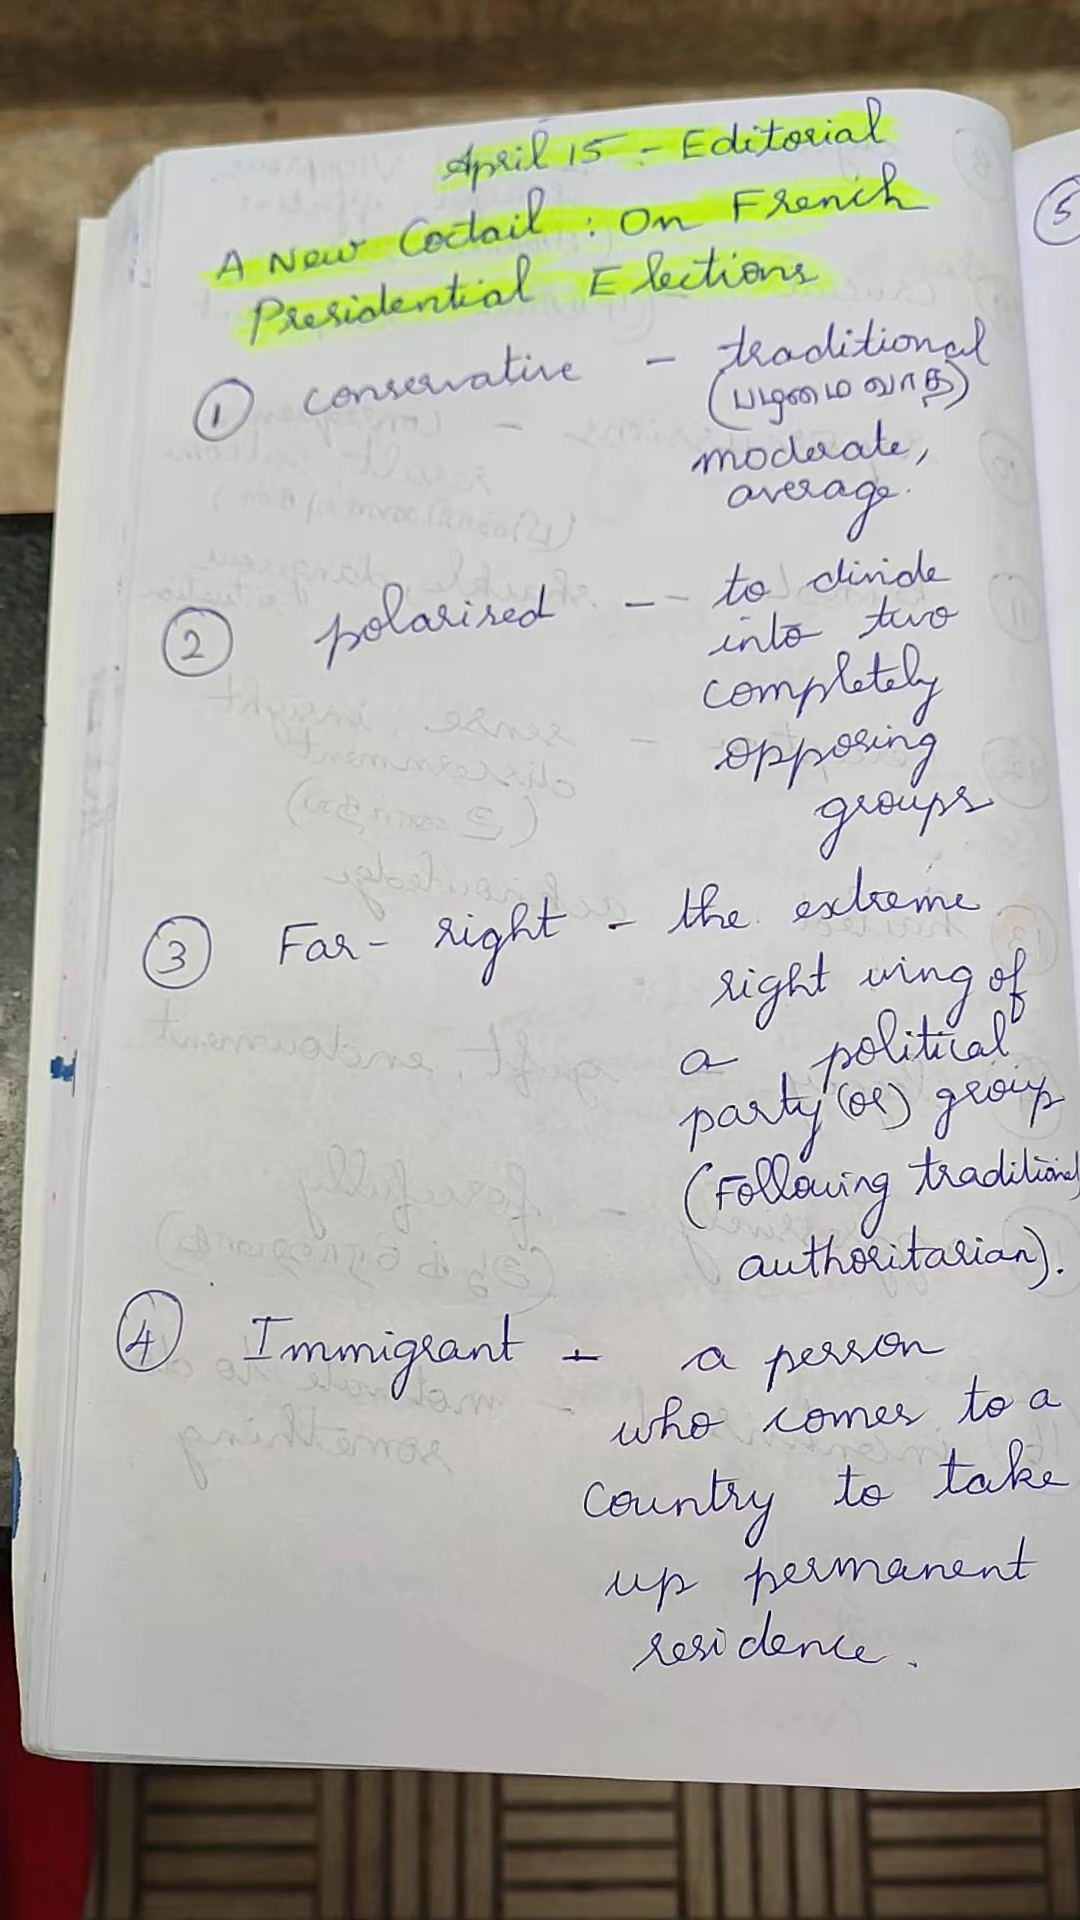 April 15 - Editorial
A New Coctail : On French
Presidential Elections
① conservative - traditional
(பழமைவாத)
moderate,
average.
② polarised -- to divide
into two
completely
opposing
groups
③ Far- right - the extreme
right wing of
a political
party (or) group
(Following traditional
authoritarian).
④ Immigrant - a person
who comes to a
country to take
up permanent
residence.
5